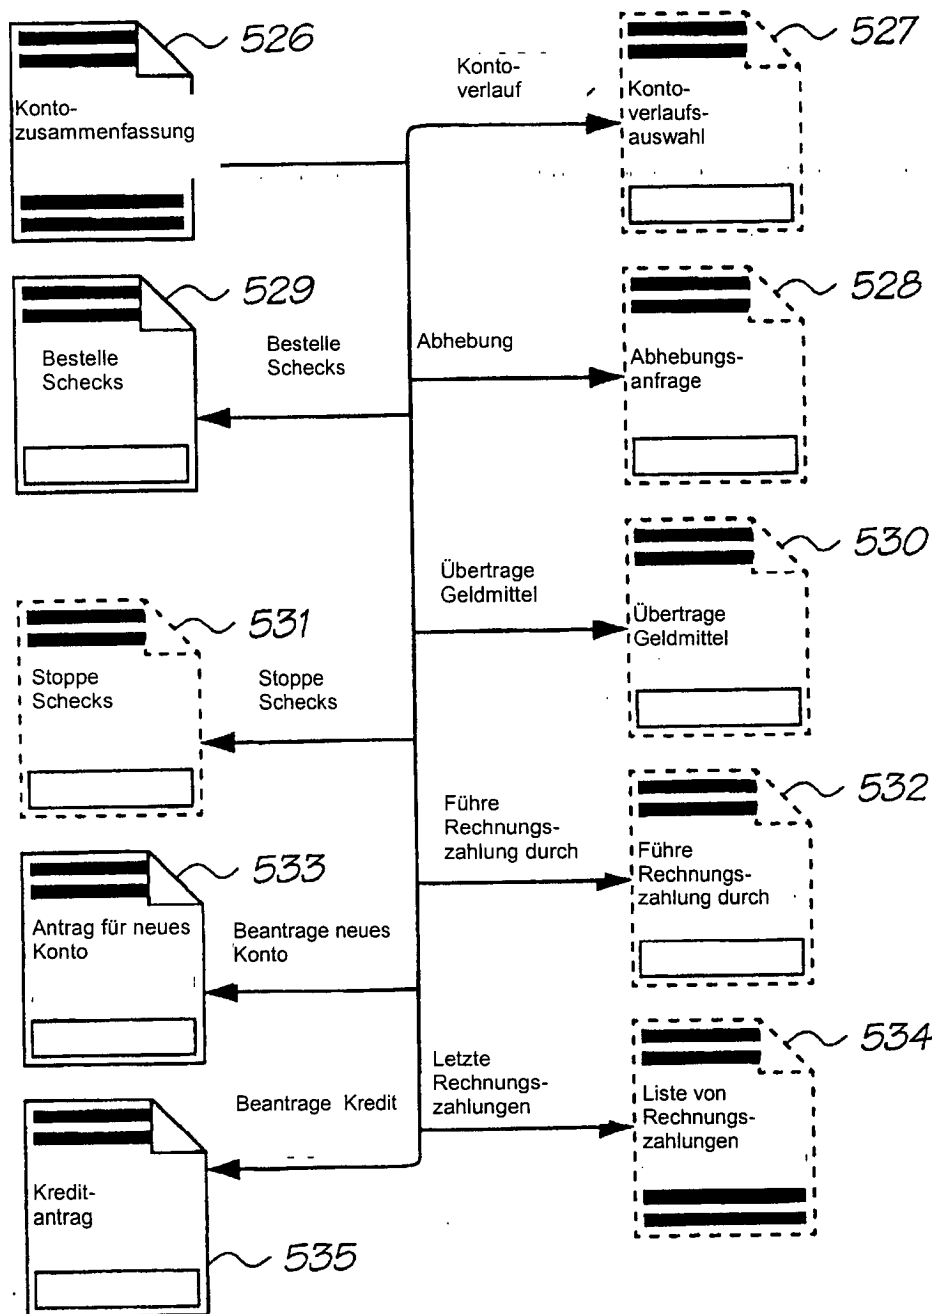 526
Konto-
zusammenfassung
Konto-
verlauf
527
Konto-
verlaufs-
auswahl
529
Bestelle
Schecks
Bestelle
Schecks
Abhebung
528
Abhebungs-
anfrage
Übertrage
Geldmittel
530
Übertrage
Geldmittel
531
Stoppe
Schecks
Stoppe
Schecks
Führe
Rechnungs-
zahlung durch
532
Führe
Rechnungs-
zahlung durch
533
Antrag für neues
Konto
Beantrage neues
Konto
Letzte
Rechnungs-
zahlungen
534
Liste von
Rechnungs-
zahlungen
Beantrage Kredit
Kredit-
antrag
535